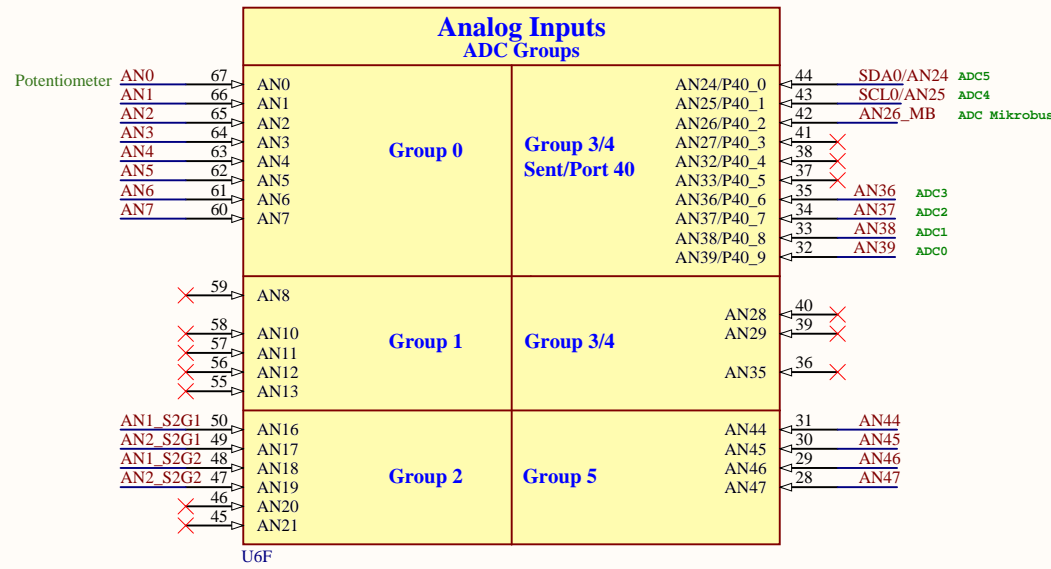 Analog Inputs
ADC Groups
Potentiometer AN0 67 AN0
AN1 66 AN1
AN2 65 AN2
AN3 64 AN3
AN4 63 AN4
AN5 62 AN5
AN6 61 AN6
AN7 60 AN7
Group 0
AN24/P40_0 44 SDA0/AN24 ADC5
AN25/P40_1 43 SCL0/AN25 ADC4
AN26/P40_2 42 AN26_MB ADC Mikrobus
AN27/P40_3 41
AN32/P40_4 38
AN33/P40_5 37
AN36/P40_6 35 AN36 ADC3
AN37/P40_7 34 AN37 ADC2
AN38/P40_8 33 AN38 ADC1
AN39/P40_9 32 AN39 ADC0
Group 3/4
Sent/Port 40
59 AN8
58 AN10
57 AN11
56 AN12
55 AN13
Group 1
Group 3/4
AN28 40
AN29 39
AN35 36
AN1_S2G1 50 AN16
AN2_S2G1 49 AN17
AN1_S2G2 48 AN18
AN2_S2G2 47 AN19
46 AN20
45 AN21
Group 2
Group 5
AN44 31 AN44
AN45 30 AN45
AN46 29 AN46
AN47 28 AN47
U6F